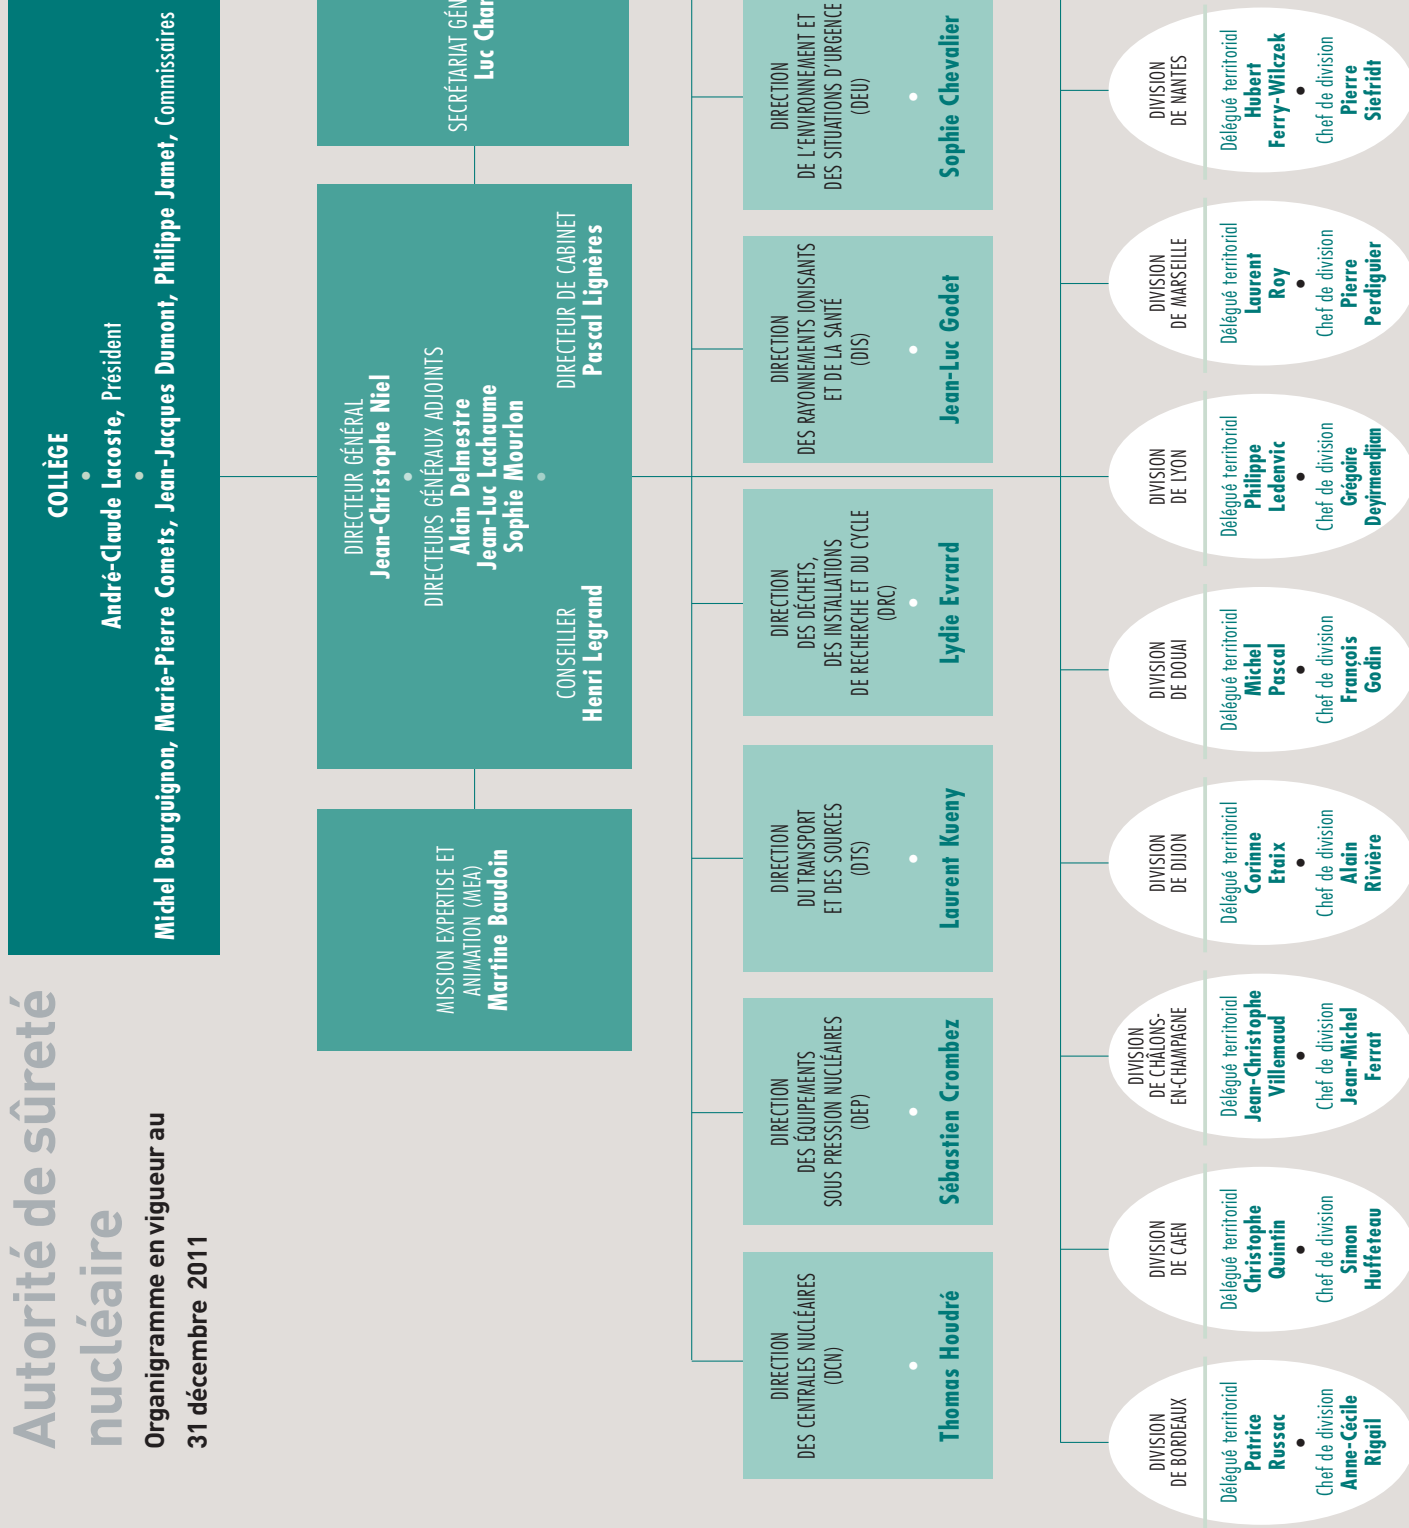 Autorité de sûreté
nucléaire
Organigramme en vigueur au
31 décembre 2011
COLLÈGE
•
André-Claude Lacoste, Président
•
Michel Bourguignon, Marie-Pierre Comets, Jean-Jacques Dumont, Philippe Jamet, Commissaires
MISSION EXPERTISE ET
ANIMATION (MEA)
Martine Baudoin
DIRECTEUR GÉNÉRAL
Jean-Christophe Niel
•
DIRECTEURS GÉNÉRAUX ADJOINTS
Alain Delmestre
Jean-Luc Lachaume
Sophie Mourlon
•
CONSEILLER
Henri Legrand
DIRECTEUR DE CABINET
Pascal Lignères
SECRÉTARIAT GÉN
Luc Char
DIRECTION
DES CENTRALES NUCLÉAIRES
(DCN)
•
Thomas Houdré
DIRECTION
DES ÉQUIPEMENTS
SOUS PRESSION NUCLÉAIRES
(DEP)
•
Sébastien Crombez
DIRECTION
DU TRANSPORT
ET DES SOURCES
(DTS)
•
Laurent Kueny
DIRECTION
DES DÉCHETS,
DES INSTALLATIONS
DE RECHERCHE ET DU CYCLE
(DRC)
•
Lydie Evrard
DIRECTION
DES RAYONNEMENTS IONISANTS
ET DE LA SANTÉ
(DIS)
•
Jean-Luc Godet
DIRECTION
DE L'ENVIRONNEMENT ET
DES SITUATIONS D'URGENCE
(DEU)
•
Sophie Chevalier
DIVISION
DE BORDEAUX
Délégué territorial
Patrice
Russac
•
Chef de division
Anne-Cécile
Rigail
DIVISION
DE CAEN
Délégué territorial
Christophe
Quintin
•
Chef de division
Simon
Huffeteau
DIVISION
DE CHÂLONS-
EN-CHAMPAGNE
Délégué territorial
Jean-Christophe
Villemaud
•
Chef de division
Jean-Michel
Ferrat
DIVISION
DE DIJON
Délégué territorial
Corinne
Etaix
•
Chef de division
Alain
Rivière
DIVISION
DE DOUAI
Délégué territorial
Michel
Pascal
•
Chef de division
François
Godin
DIVISION
DE LYON
Délégué territorial
Philippe
Ledenvic
•
Chef de division
Grégoire
Deyirmendjian
DIVISION
DE MARSEILLE
Délégué territorial
Laurent
Roy
•
Chef de division
Pierre
Perdiguier
DIVISION
DE NANTES
Délégué territorial
Hubert
Ferry-Wilczek
•
Chef de division
Pierre
Siefridt